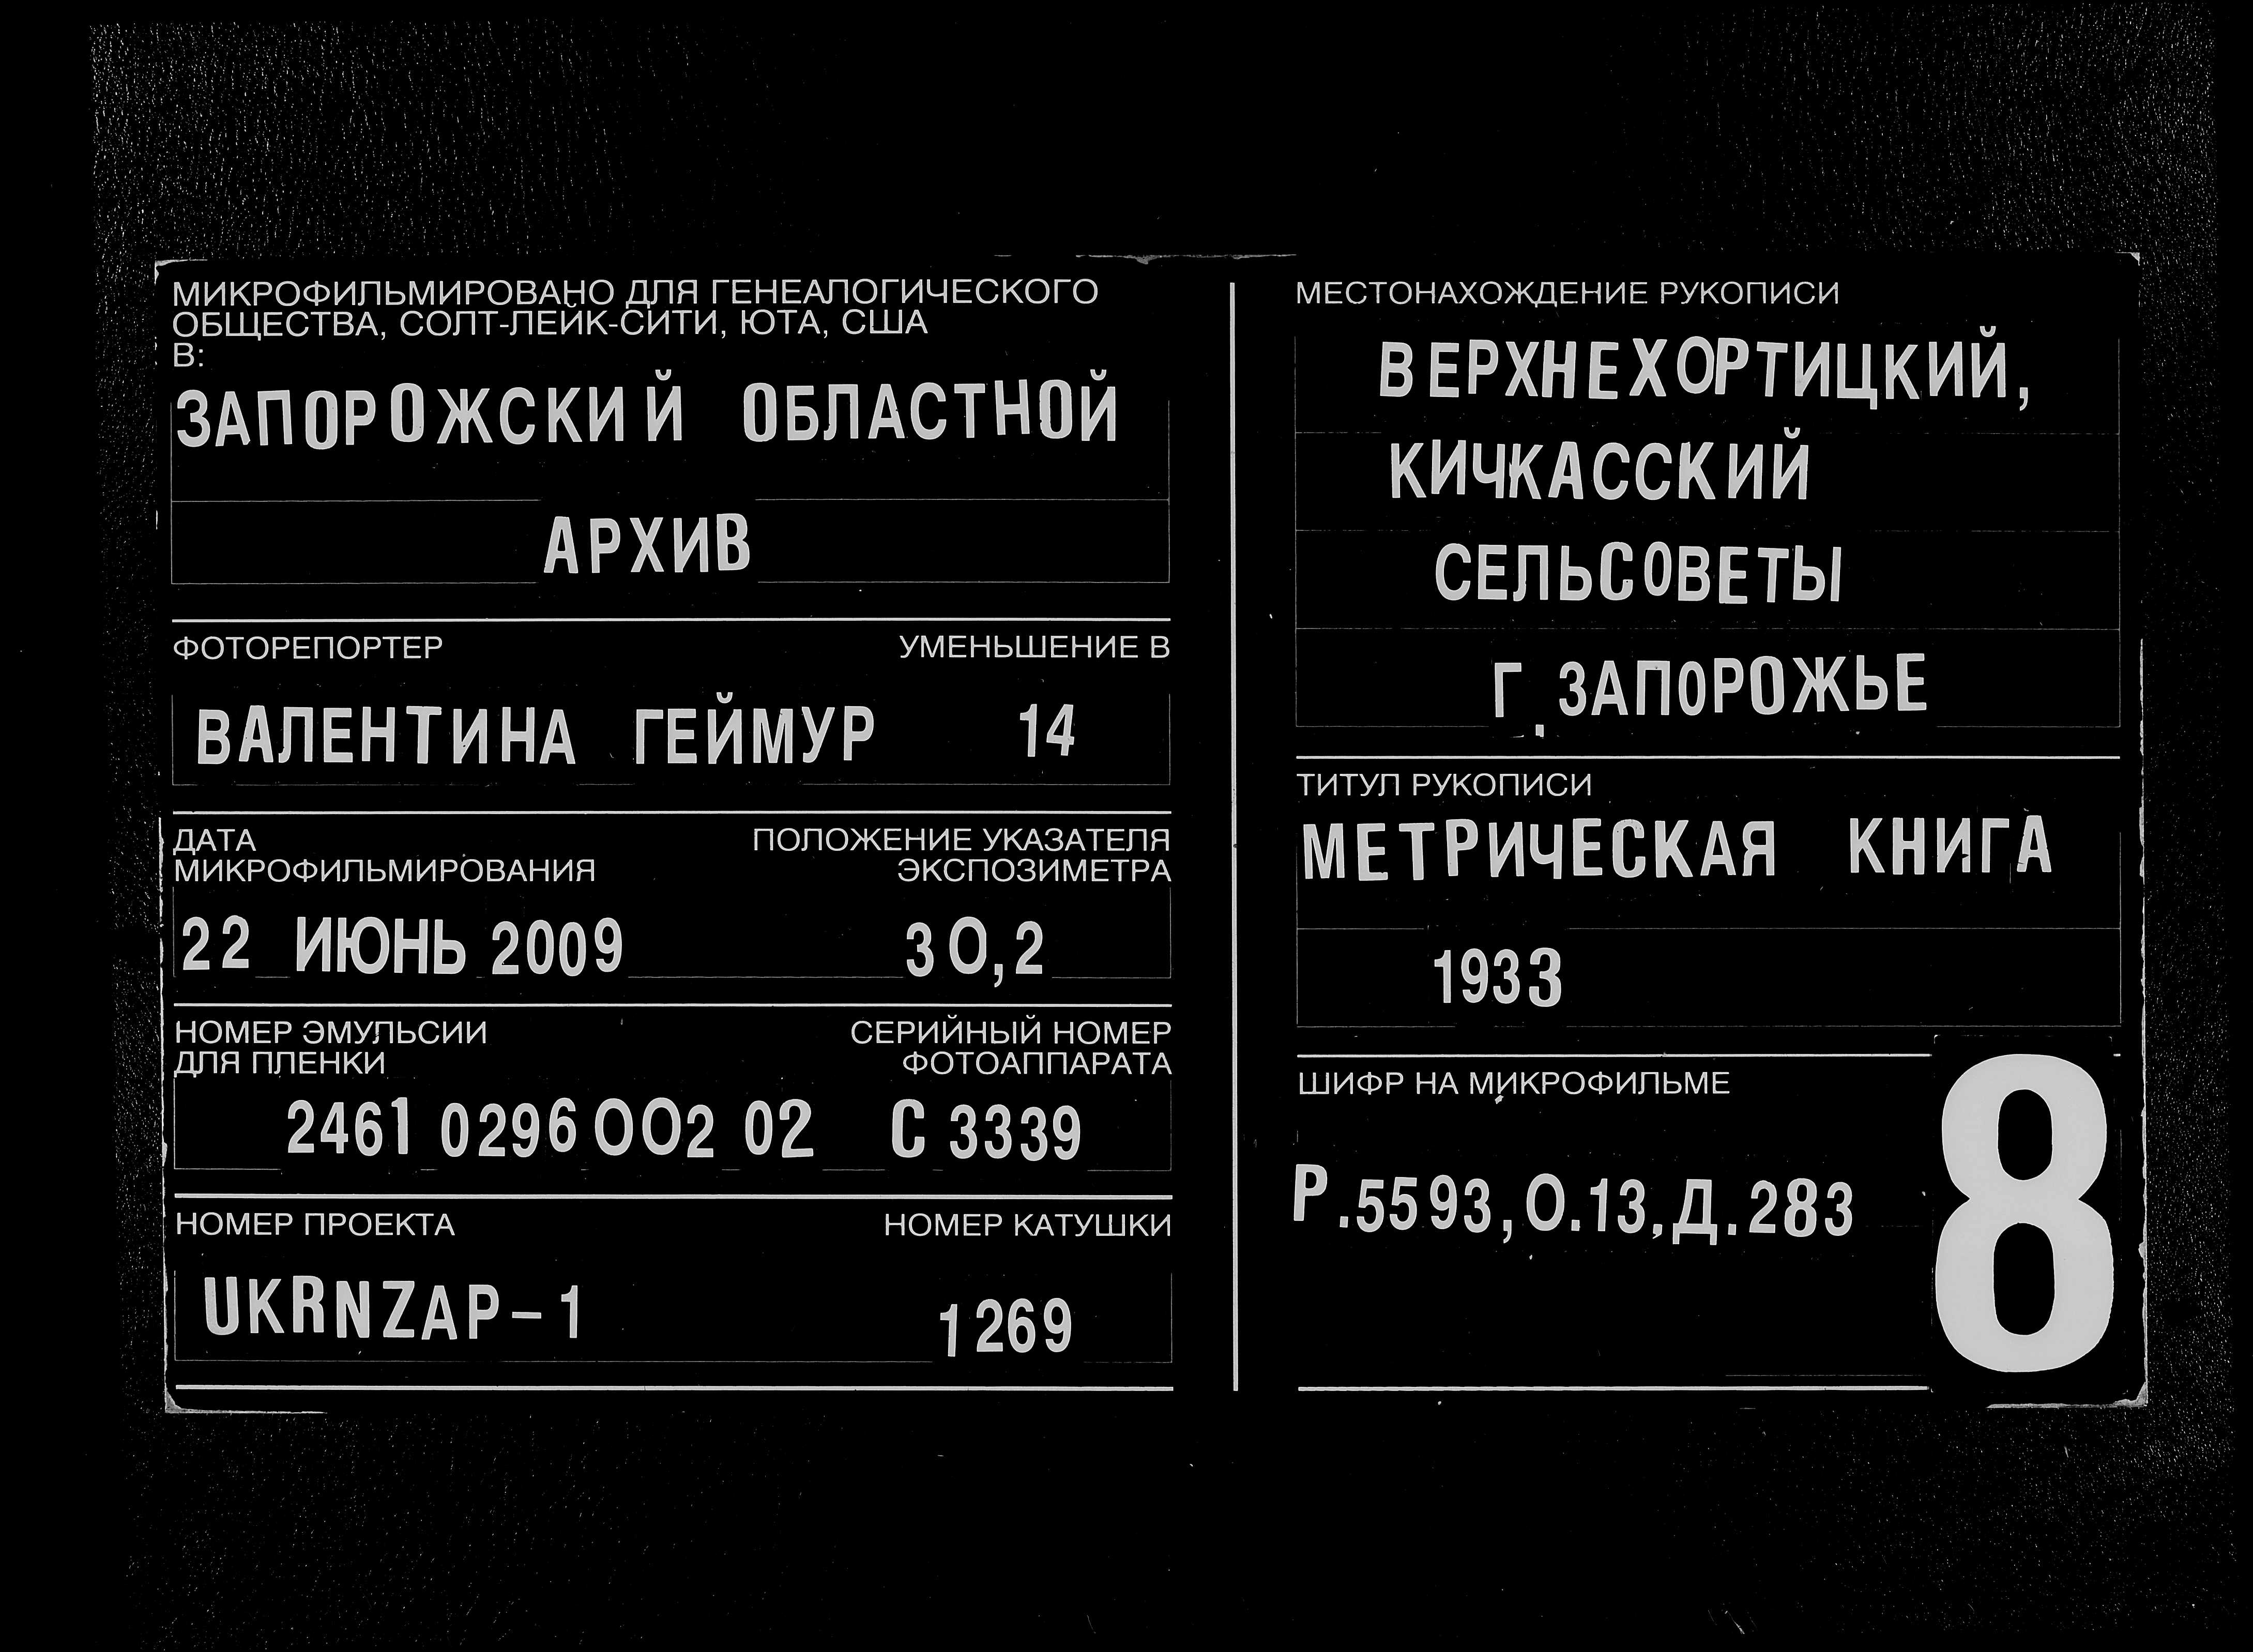 МИКРОФИЛЬМИРОВАНО ДЛЯ ГЕНЕАЛОГИЧЕСКОГО
ОБЩЕСТВА, СОЛТ-ЛЕЙК-СИТИ, ЮТА, США
В:
ЗАПОРОЖСКИЙ ОБЛАСТНОЙ
АРХИВ
ФОТОРЕПОРТЕР УМЕНЬШЕНИЕ В
ВАЛЕНТИНА ГЕЙМУР 14
ДАТА ПОЛОЖЕНИЕ УКАЗАТЕЛЯ
МИКРОФИЛЬМИРОВАНИЯ ЭКСПОЗИМЕТРА
22 ИЮНЬ 2009 30,2
НОМЕР ЭМУЛЬСИИ СЕРИЙНЫЙ НОМЕР
ДЛЯ ПЛЕНКИ ФОТОАППАРАТА
2461 0296 002 02 С 3339
НОМЕР ПРОЕКТА НОМЕР КАТУШКИ
UKRNZAP-1 1269
МЕСТОНАХОЖДЕНИЕ РУКОПИСИ
ВЕРХНЕХОРТИЦКИЙ,
КИЧКАССКИЙ
СЕЛЬСОВЕТЫ
Г. ЗАПОРОЖЬЕ
ТИТУЛ РУКОПИСИ
МЕТРИЧЕСКАЯ КНИГА
1933
ШИФР НА МИКРОФИЛЬМЕ
Р.5593,О.13,Д.283
8